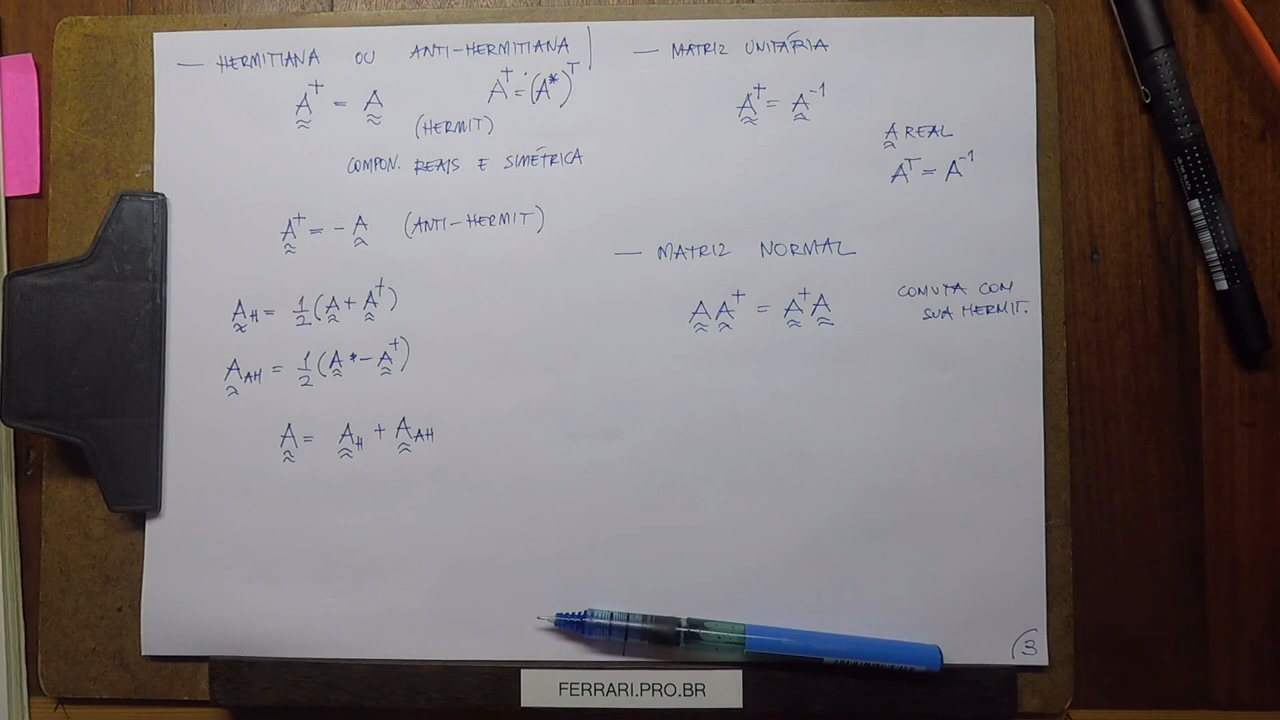 — HERMITIANA OU ANTI-HERMITIANA
A† = A A† = (A*)ᵀ
(HERMIT)
COMPON. REAIS E SIMÉTRICA
A† = - A (ANTI-HERMIT)
A_H = 1/2 (A + A†)
A_AH = 1/2 (A* - A†)
A = A_H + A_AH
— MATRIZ UNITÁRIA
A† = A⁻¹
A REAL
Aᵀ = A⁻¹
— MATRIZ NORMAL
A A† = A† A
COMUTA COM
SUA HERMIT.
3
FERRARI.PRO.BR